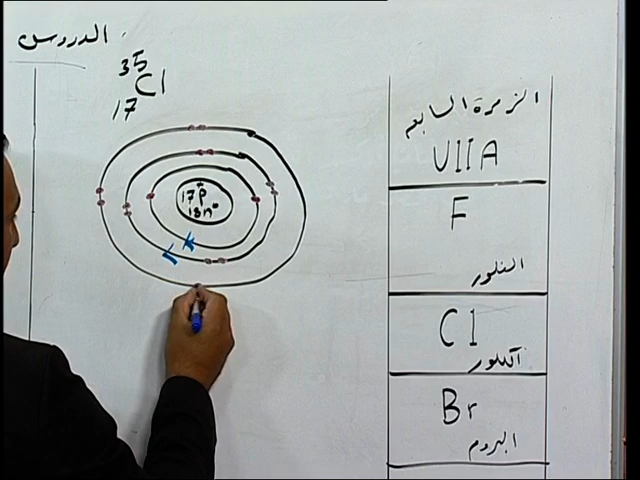 الدروس
35
Cl
17
17p
18n°
الزمرة السابعة
VIIA
F
الفلور
Cl
الكلور
Br
البروم